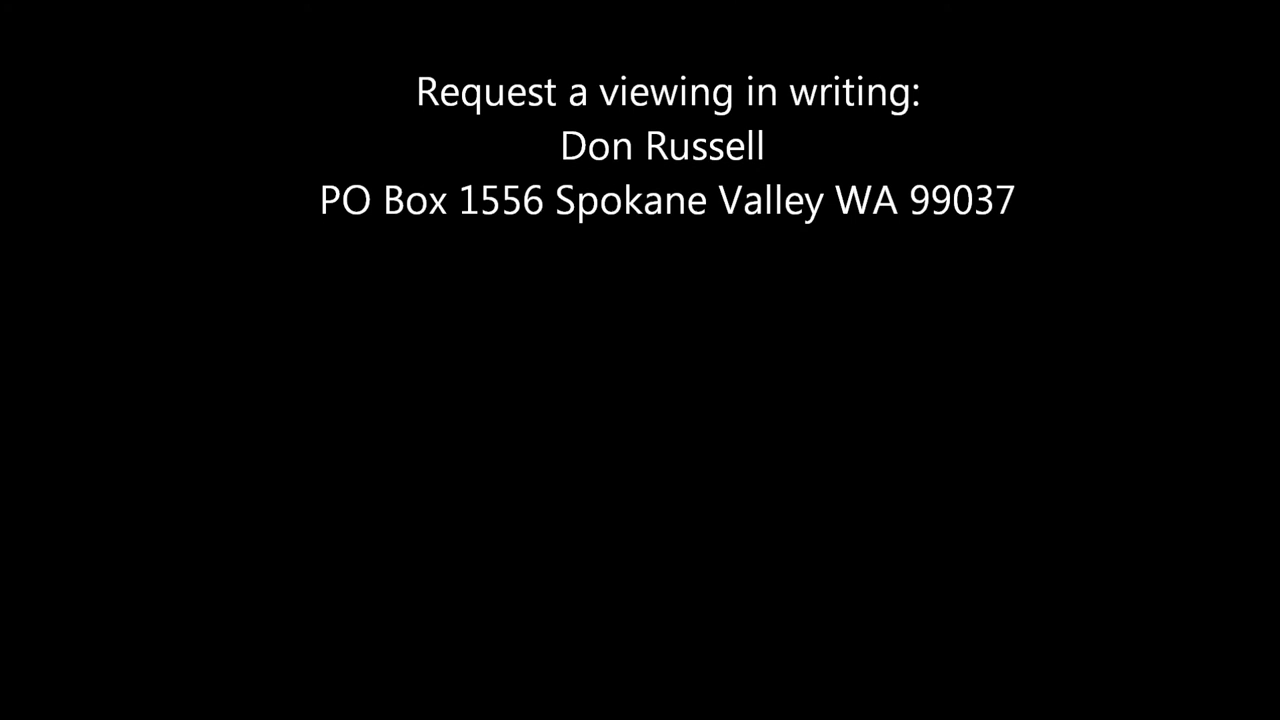 Request a viewing in writing:
Don Russell
PO Box 1556 Spokane Valley WA 99037